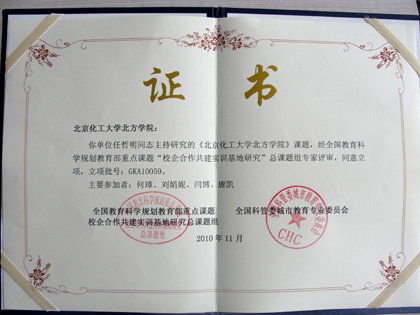 证书
北京化工大学北方学院：
你单位任哲明同志主持研究的《北京化工大学北方学院》课题，经全国教育科
学规划教育部重点课题“校企合作共建实训基地研究”总课题组专家评审，同意立
项，立项批号：GKA10059。
主要参加者：何璋、刘娟妮、闫博、唐凯
全国教育科学规划教育部重点课题 全国科管委城市教育专业委员会
校企合作共建实训基地研究总课题组
总课题组
CHC
2010年11月